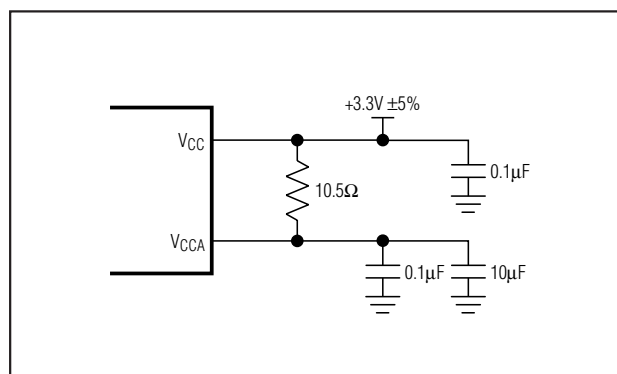 +3.3V ±5%
VCC
0.1µF
10.5Ω
VCCA
0.1µF
10µF